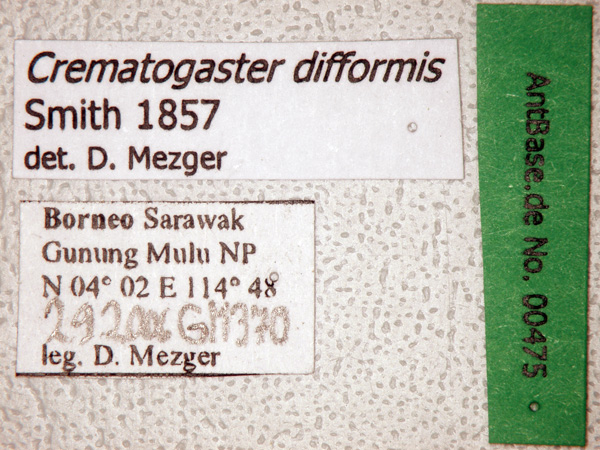 Crematogaster difformis
Smith 1857
det. D. Mezger
Borneo Sarawak
Gunung Mulu NP
N 04° 02 E 114° 48
GM370
leg. D. Mezger
AntBase.de No. 00475